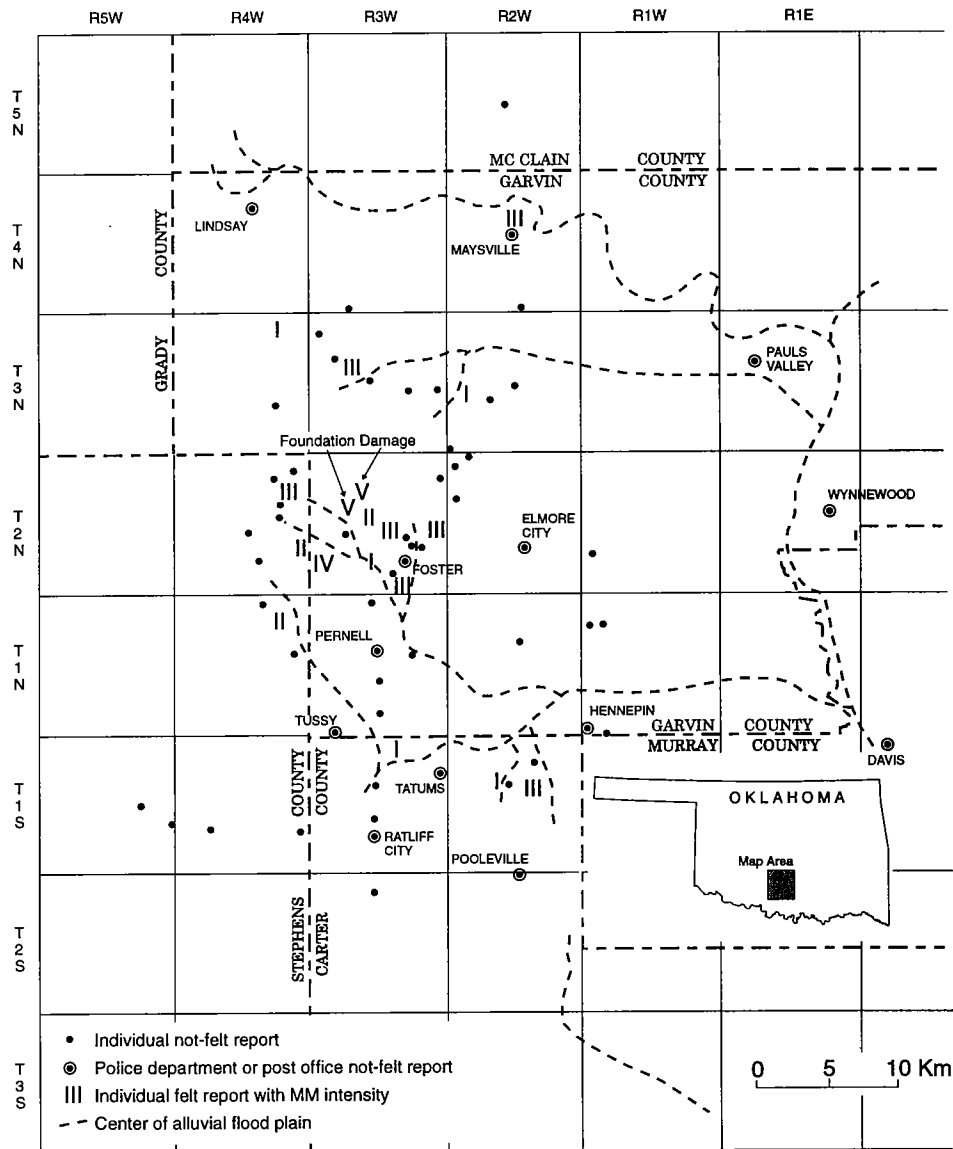 R5W R4W R3W R2W R1W R1E
T5N
MC CLAIN COUNTY
GARVIN COUNTY
LINDSAY
III
MAYSVILLE
T4N
GRADY COUNTY
I
III
PAULS
VALLEY
T3N
I
Foundation Damage
V
V
III
II
III
III
WYNNEWOOD
ELMORE
CITY
T2N
I
II
IV
I
FOSTER
III
II
PERNELL
T1N
TUSSY
HENNEPIN
GARVIN COUNTY
MURRAY COUNTY
DAVIS
I
TATUMS
I
III
T1S
RATLIFF
CITY
POOLEVILLE
OKLAHOMA
Map Area
STEPHENS COUNTY
CARTER COUNTY
T2S
Individual not-felt report
Police department or post office not-felt report
III Individual felt report with MM intensity
Center of alluvial flood plain
T3S
0 5 10 Km